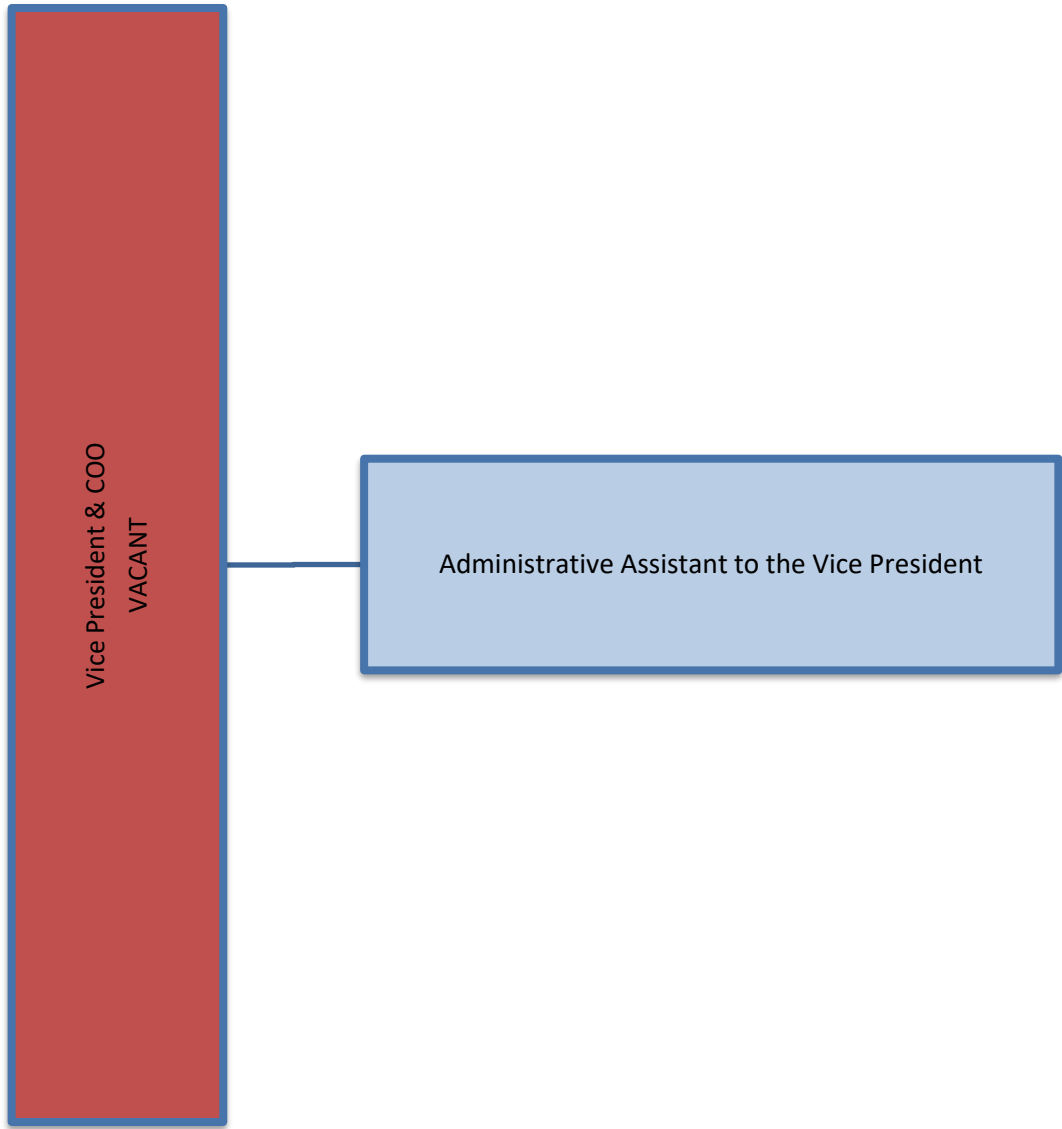 Vice President & COO
VACANT
Administrative Assistant to the Vice President